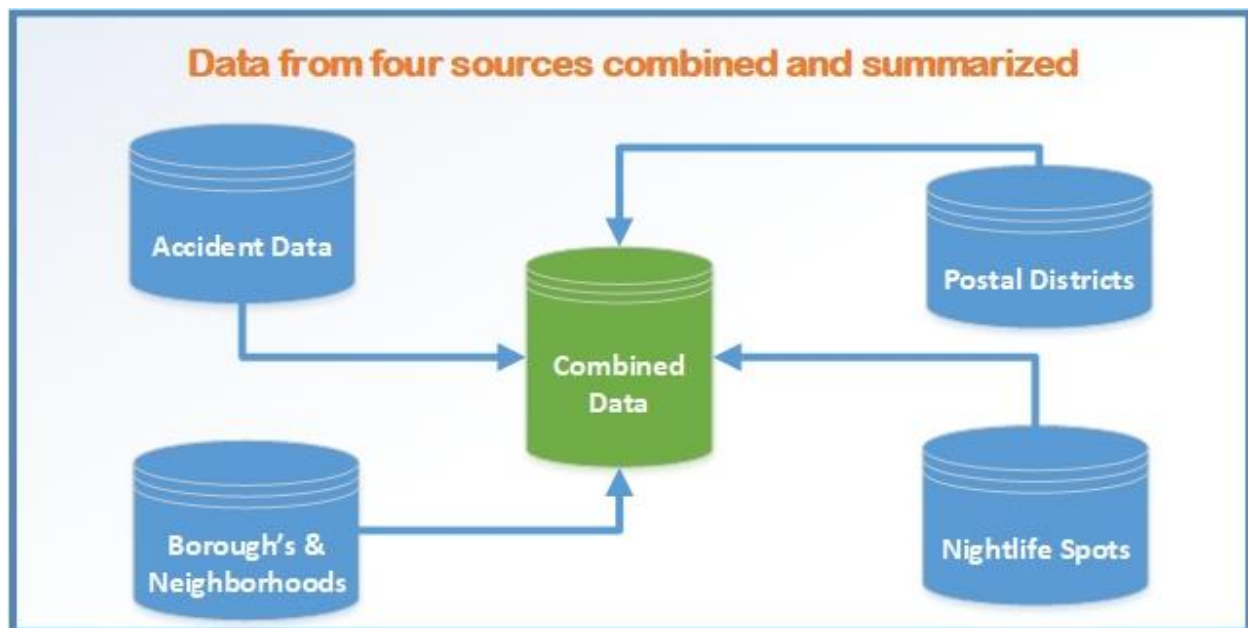 Data from four sources combined and summarized
Accident Data
Postal Districts
Combined
Data
Borough's &
Neighborhoods
Nightlife Spots